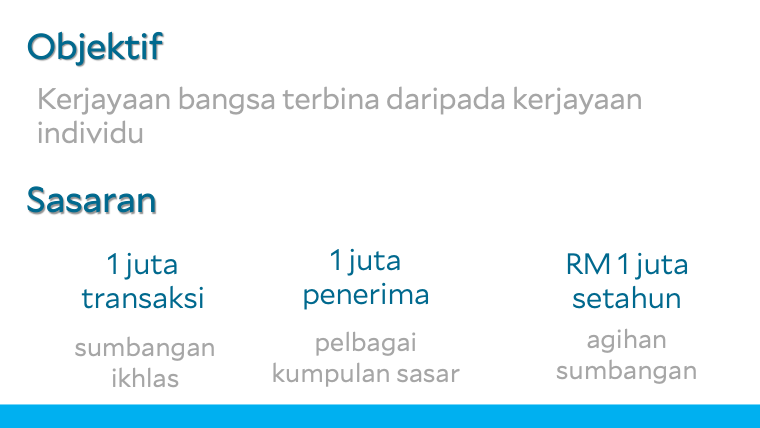 Objektif
Kerjayaan bangsa terbina daripada kerjayaan
individu
Sasaran
1 juta
transaksi
sumbangan
ikhlas
1 juta
penerima
pelbagai
kumpulan sasar
RM 1 juta
setahun
agihan
sumbangan